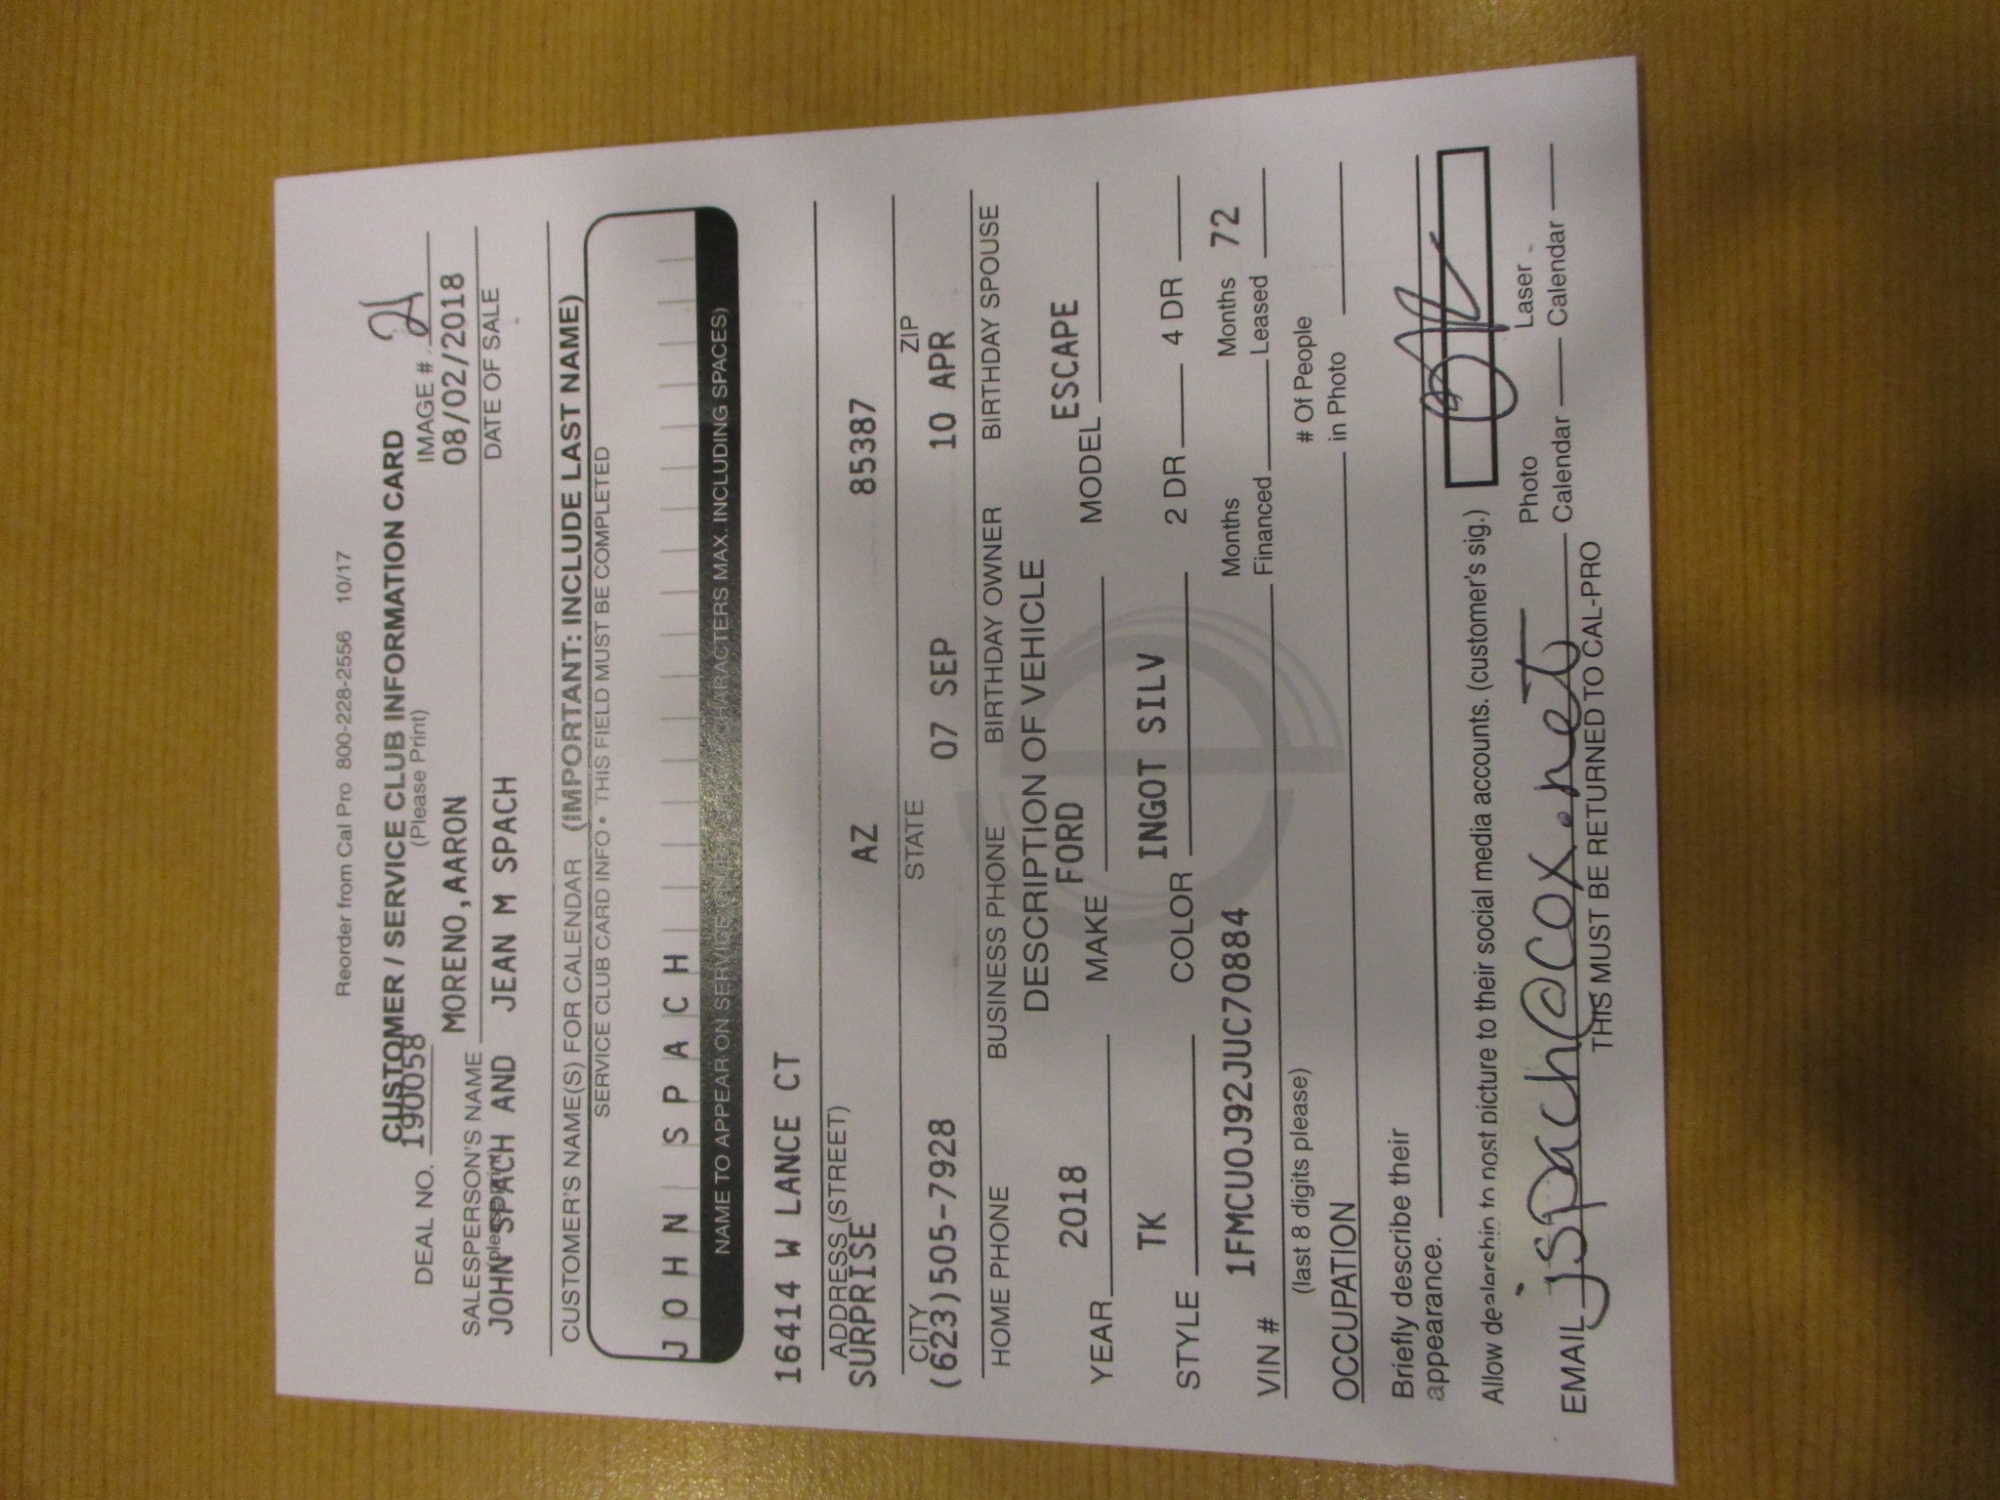 Reorder from Cal Pro 800-228-2556 10/17
CUSTOMER / SERVICE CLUB INFORMATION CARD
(Please Print)
DEAL NO. 190058 IMAGE # 21
MORENO,AARON 08/02/2018
SALESPERSON'S NAME DATE OF SALE
(please print)
JOHN SPACH AND JEAN M SPACH
CUSTOMER'S NAME(S) FOR CALENDAR (IMPORTANT: INCLUDE LAST NAME)
SERVICE CLUB CARD INFO • THIS FIELD MUST BE COMPLETED
JOHN SPACH
NAME TO APPEAR ON SERVICE CHARACTERS MAX. INCLUDING SPACES)
16414 W LANCE CT
ADDRESS (STREET)
SURPRISE AZ 85387
CITY STATE ZIP
(623)505-7928 07 SEP 10 APR
HOME PHONE BUSINESS PHONE BIRTHDAY OWNER BIRTHDAY SPOUSE
DESCRIPTION OF VEHICLE
YEAR 2018 MAKE FORD MODEL ESCAPE
STYLE TK COLOR INGOT SILV 2 DR 4 DR
VIN # 1FMCU0J92JUC70884 Months Financed Months Leased 72
(last 8 digits please)
OCCUPATION # Of People in Photo
Briefly describe their
appearance.
Allow dealership to post picture to their social media accounts. (customer's sig.)
EMAIL jspach@cox.net Photo Calendar Laser Calendar
THIS MUST BE RETURNED TO CAL-PRO